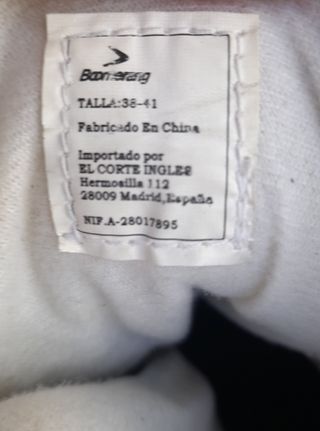 Boomerang
TALLA:38-41
Fabricado En China
Importado por
EL CORTE INGLES
Hermosilla 112
28009 Madrid,España
NIF.A-28017895